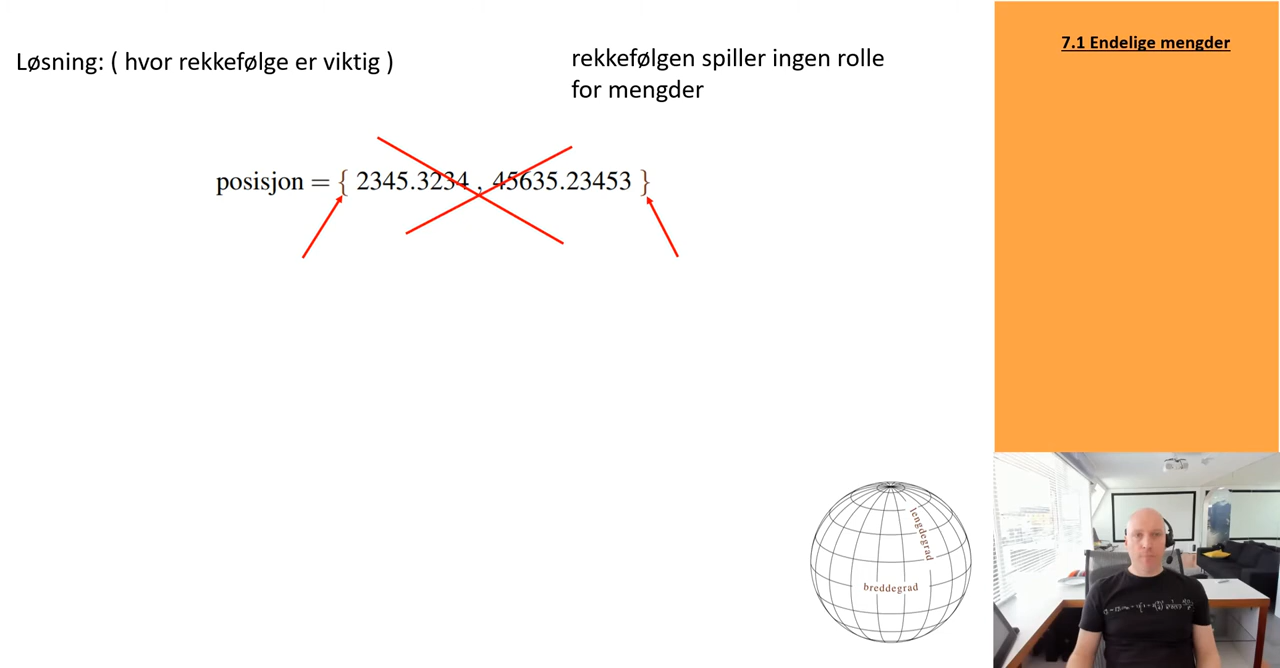 Løsning: ( hvor rekkefølge er viktig )
rekkefølgen spiller ingen rolle
for mengder
posisjon = { 2345.3234 , 45635.23453 }
7.1 Endelige mengder
lengdegrad
breddegrad